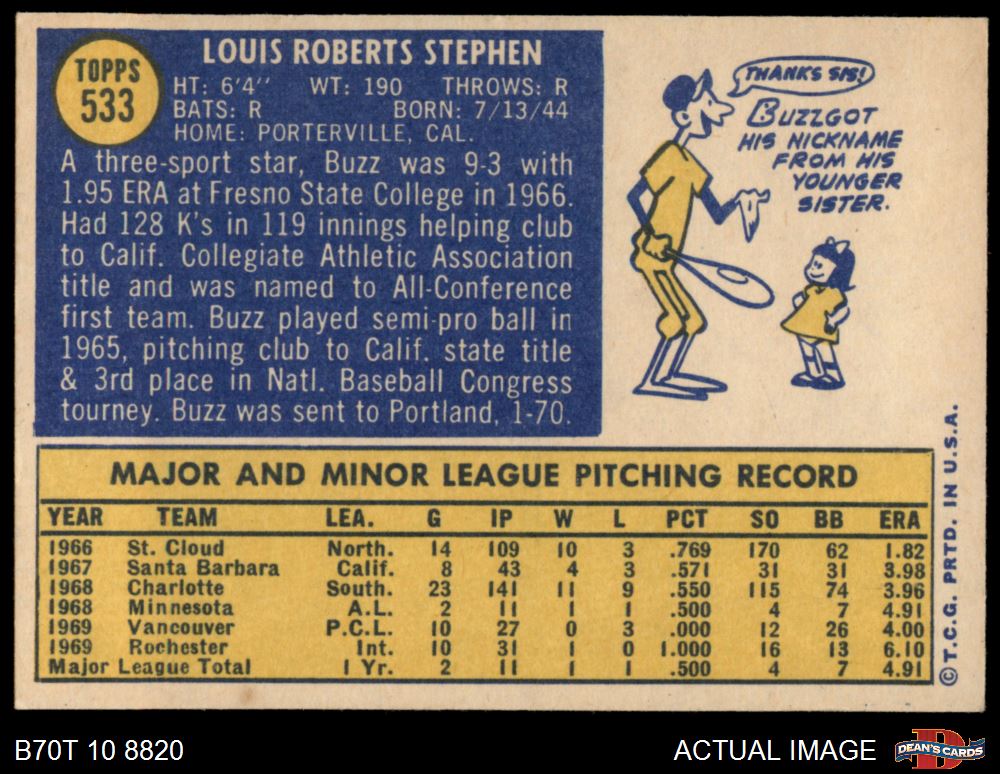 TOPPS
533
LOUIS ROBERTS STEPHEN
HT: 6'4" WT: 190 THROWS: R
BATS: R BORN: 7/13/44
HOME: PORTERVILLE, CAL.
A three-sport star, Buzz was 9-3 with
1.95 ERA at Fresno State College in 1966.
Had 128 K's in 119 innings helping club
to Calif. Collegiate Athletic Association
title and was named to All-Conference
first team. Buzz played semi-pro ball in
1965, pitching club to Calif. state title
& 3rd place in Natl. Baseball Congress
tourney. Buzz was sent to Portland, 1-70.
THANKS SIS!
BUZZ GOT
HIS NICKNAME
FROM HIS
YOUNGER
SISTER.
MAJOR AND MINOR LEAGUE PITCHING RECORD
YEAR TEAM LEA. G IP W L PCT SO BB ERA
1966 St. Cloud North. 14 109 10 3 .769 170 62 1.82
1967 Santa Barbara Calif. 8 43 4 3 .571 31 31 3.98
1968 Charlotte South. 23 141 11 9 .550 115 74 3.96
1968 Minnesota A.L. 2 11 1 1 .500 4 7 4.91
1969 Vancouver P.C.L. 10 27 0 3 .000 12 26 4.00
1969 Rochester Int. 10 31 1 0 1.000 16 13 6.10
Major League Total 1 Yr. 2 11 1 1 .500 4 7 4.91
©T.C.G. PRTD. IN U.S.A.
B70T 10 8820
ACTUAL IMAGE
D
DEAN'S CARDS